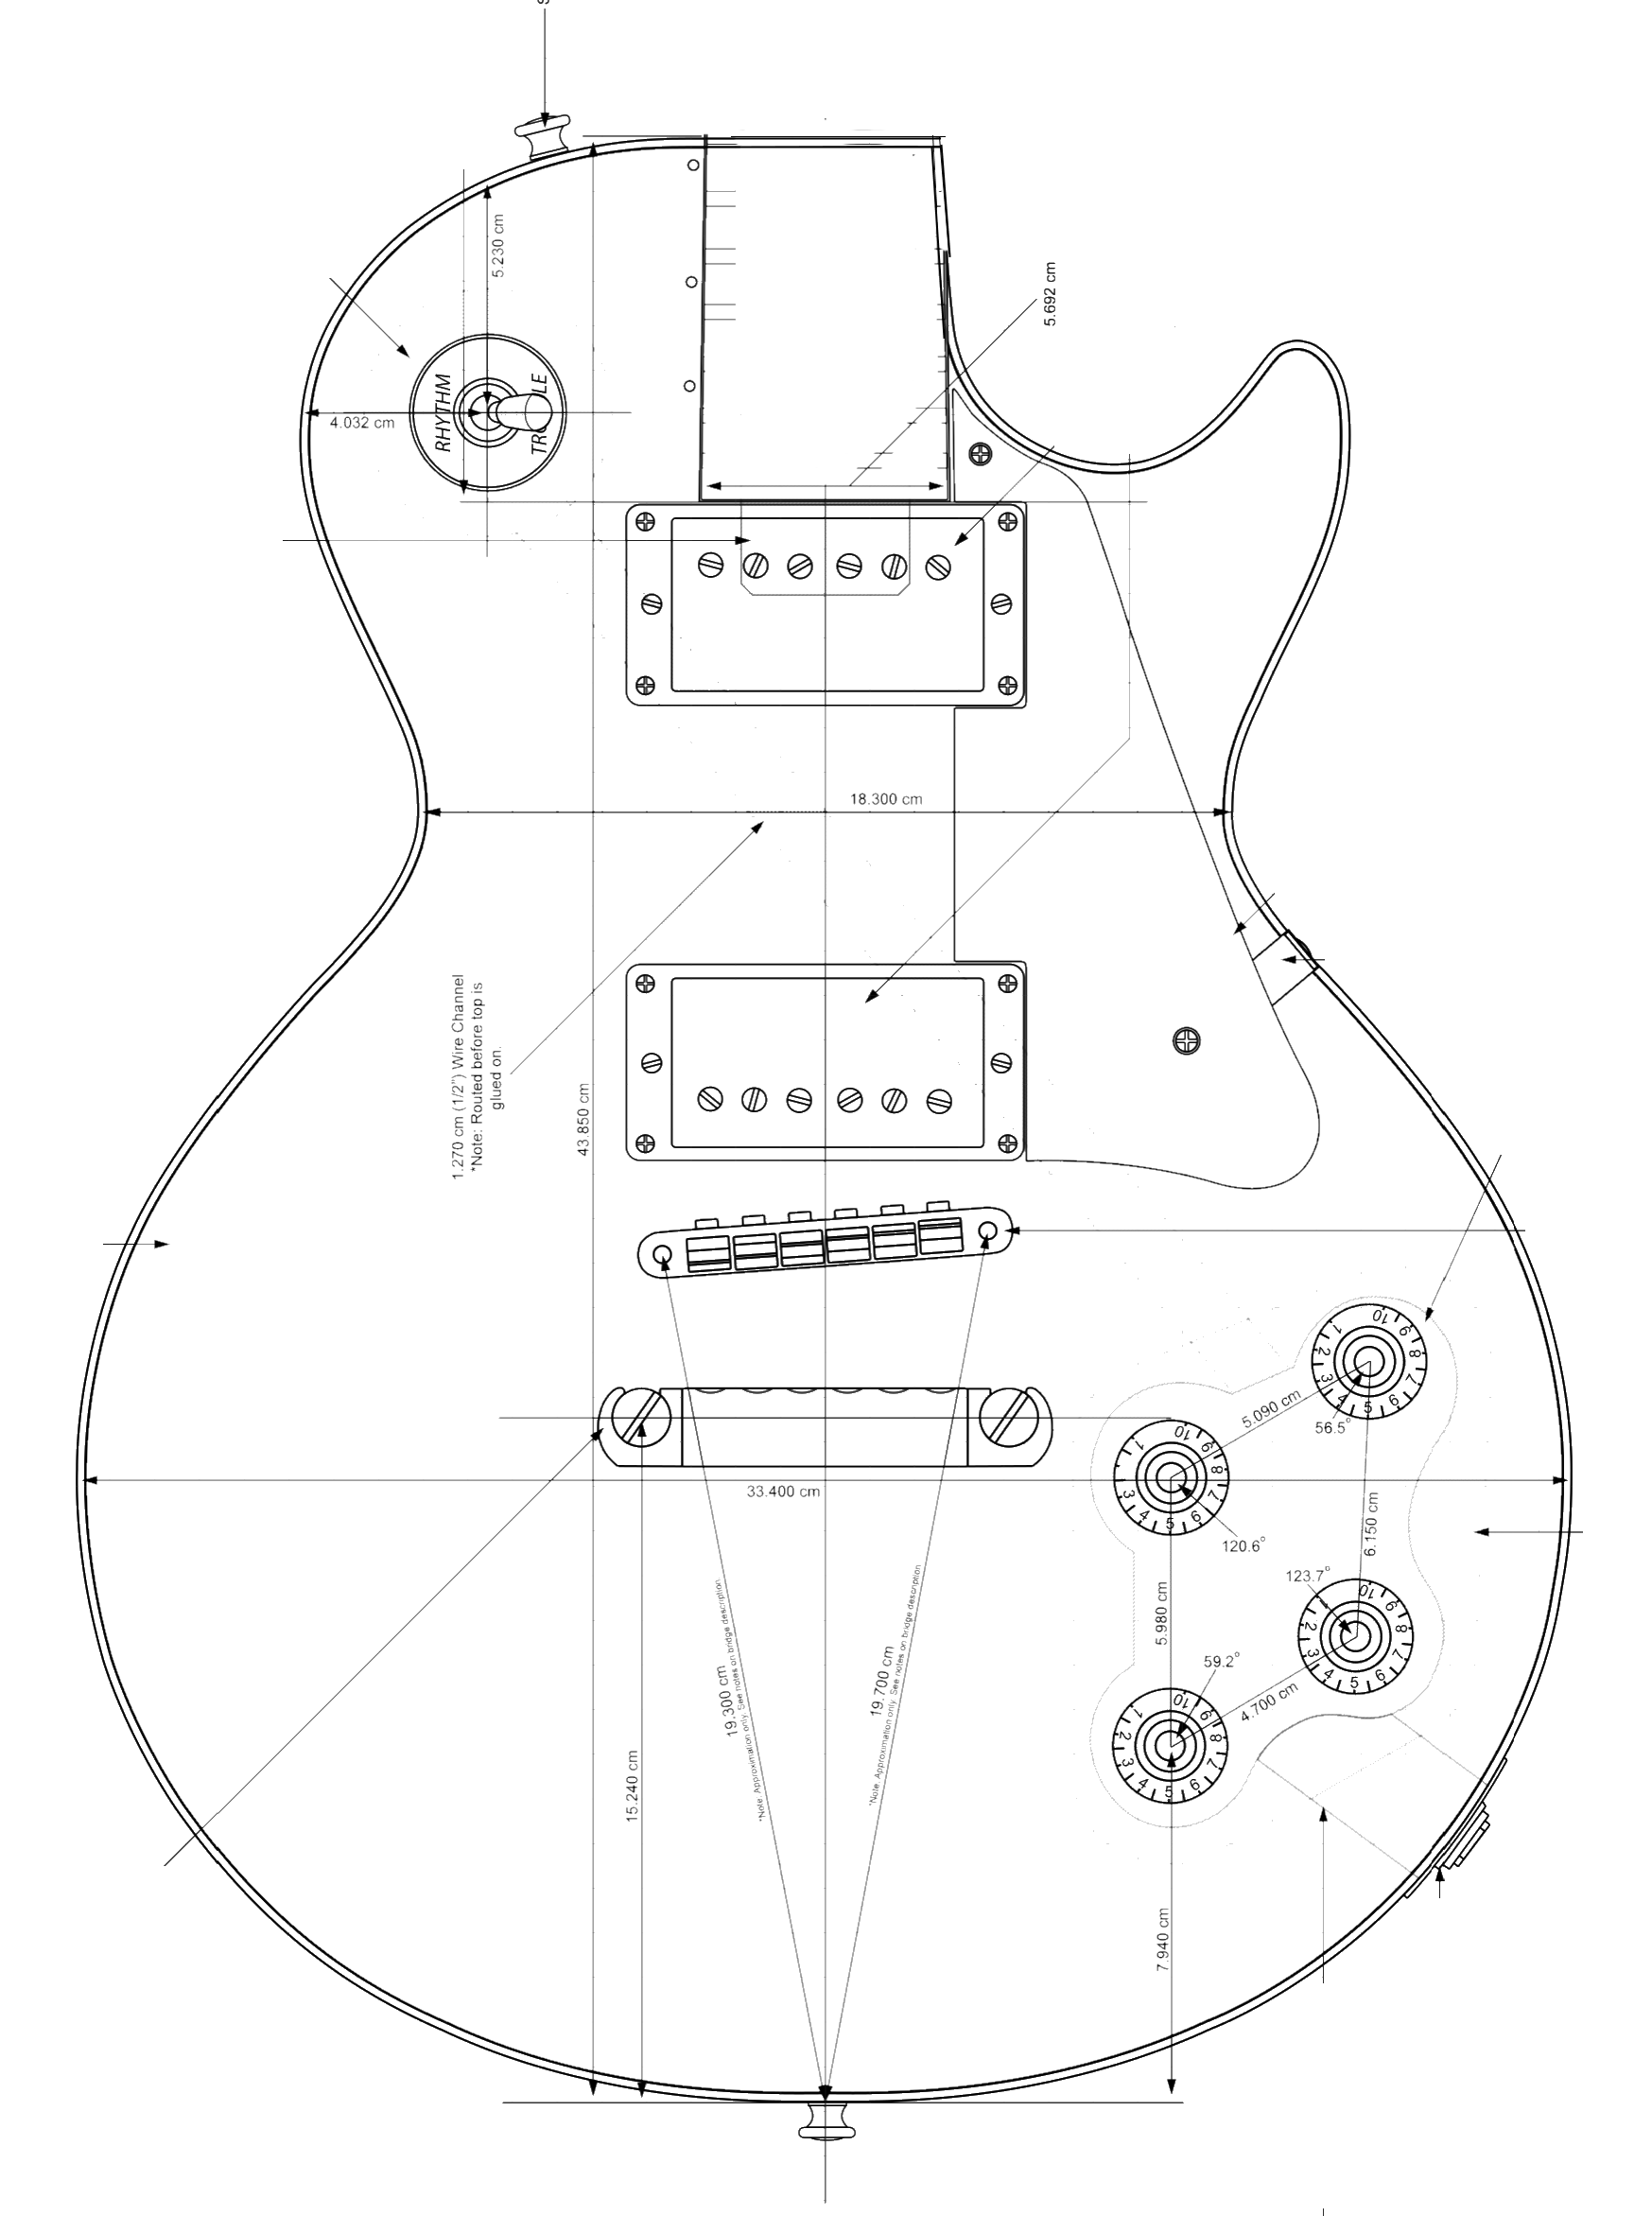 5.230 cm
5.692 cm
RHYTHM
4.032 cm
18.300 cm
1.270 cm (1/2") Wire Channel
*Note: Routed before top is
glued on.
43.850 cm
1 2 3 4 5 6 7 8 9 10
5.090 cm
56.5°
1 3 4 5 6 7 8 9 10
33.400 cm
120.6°
6.150 cm
123.7°
1 2 3 4 5 6 7 8 9 10
5.980 cm
59.2°
4.700 cm
1 2 3 4 5 6 7 8 9 10
19.300 cm
*Note. Approximation only. See notes on bridge description
19.700 cm
*Note. Approximation only. See notes on bridge description
15.240 cm
7.940 cm